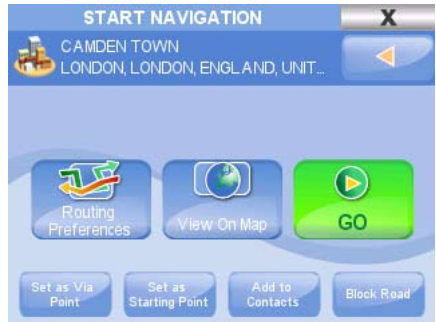 START NAVIGATION
X
CAMDEN TOWN
LONDON, LONDON, ENGLAND, UNIT...
Routing
Preferences
View On Map
GO
Set as Via
Point
Set as
Starting Point
Add to
Contacts
Block Road